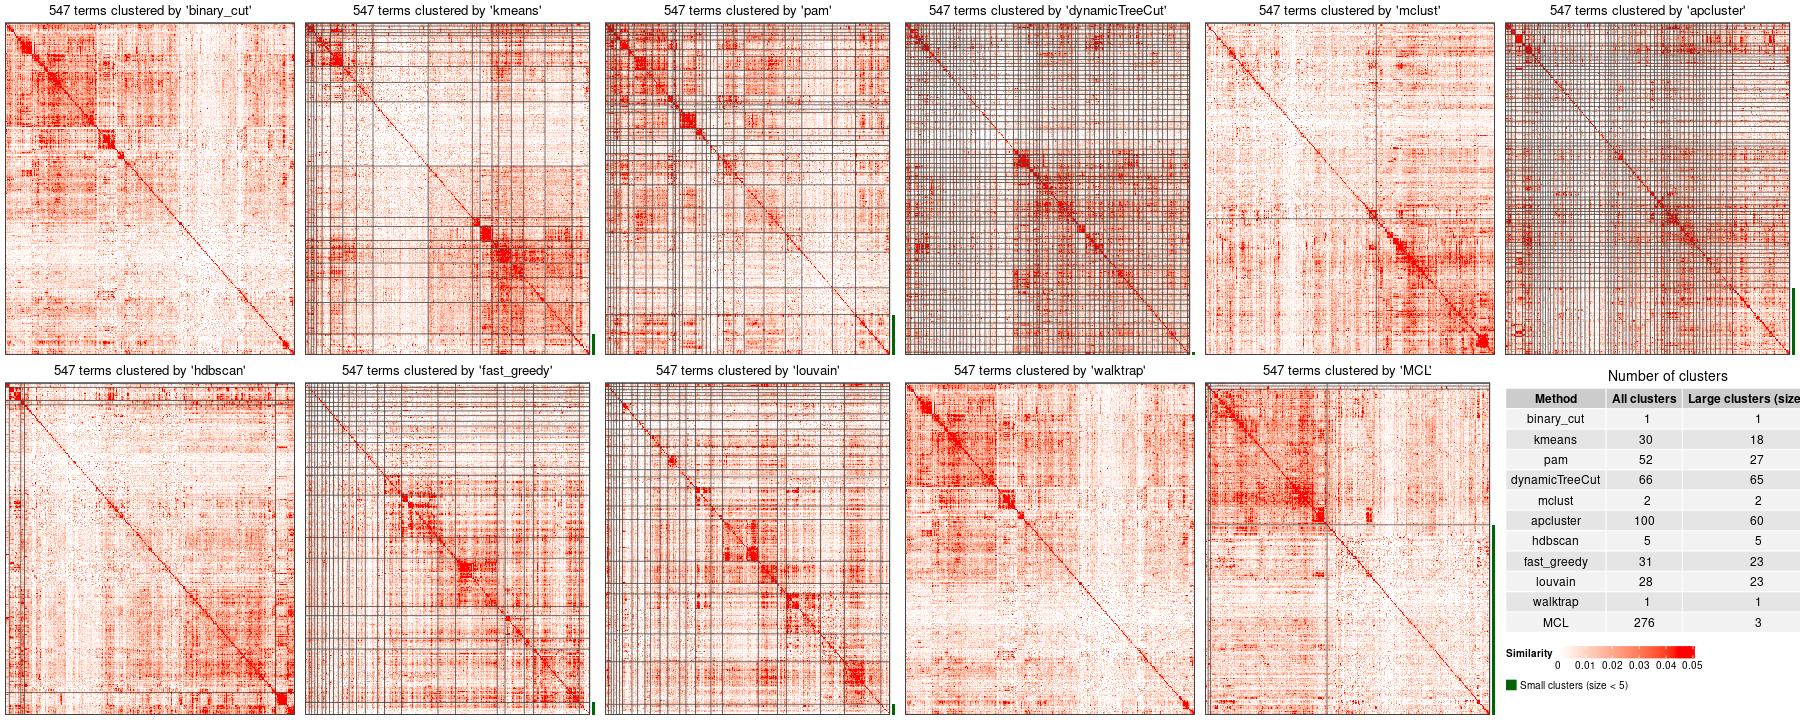 547 terms clustered by 'binary_cut'
547 terms clustered by 'kmeans'
547 terms clustered by 'pam'
547 terms clustered by 'dynamicTreeCut'
547 terms clustered by 'mclust'
547 terms clustered by 'apcluster'
547 terms clustered by 'hdbscan'
547 terms clustered by 'fast_greedy'
547 terms clustered by 'louvain'
547 terms clustered by 'walktrap'
547 terms clustered by 'MCL'
Number of clusters
Method All clusters Large clusters (size
binary_cut 1 1
kmeans 30 18
pam 52 27
dynamicTreeCut 66 65
mclust 2 2
apcluster 100 60
hdbscan 5 5
fast_greedy 31 23
louvain 28 23
walktrap 1 1
MCL 276 3
Similarity
0 0.01 0.02 0.03 0.04 0.05
Small clusters (size < 5)